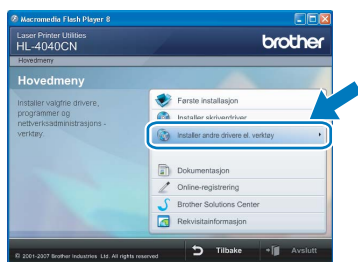 Macromedia Flash Player 8
Laser Printer Utilities
HL-4040CN
brother
Hovedmeny
Hovedmeny
Installer valgfrie drivere,
programmer og
nettverksadministrasjons -
verktøy.
Første installasjon
Installer skriverdriver
Installer andre drivere el. verktøy
Dokumentasjon
Online-registrering
Brother Solutions Center
Rekvisitainformasjon
© 2001-2007 Brother Industries Ltd. All rights reserved
Tilbake
Avslutt